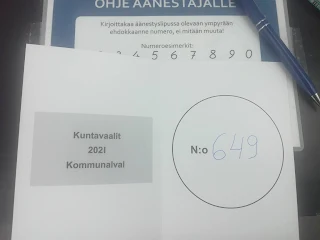 OHJE ÄÄNESTÄJÄLLE
Kirjoittakaa äänestyslipussa olevaan ympyrään
ehdokkaanne numero, ei mitään muuta!
Numeroesimerkit:
3 4 5 6 7 8 9 0
Kuntavaalit
2021
Kommunalval
N:o 649